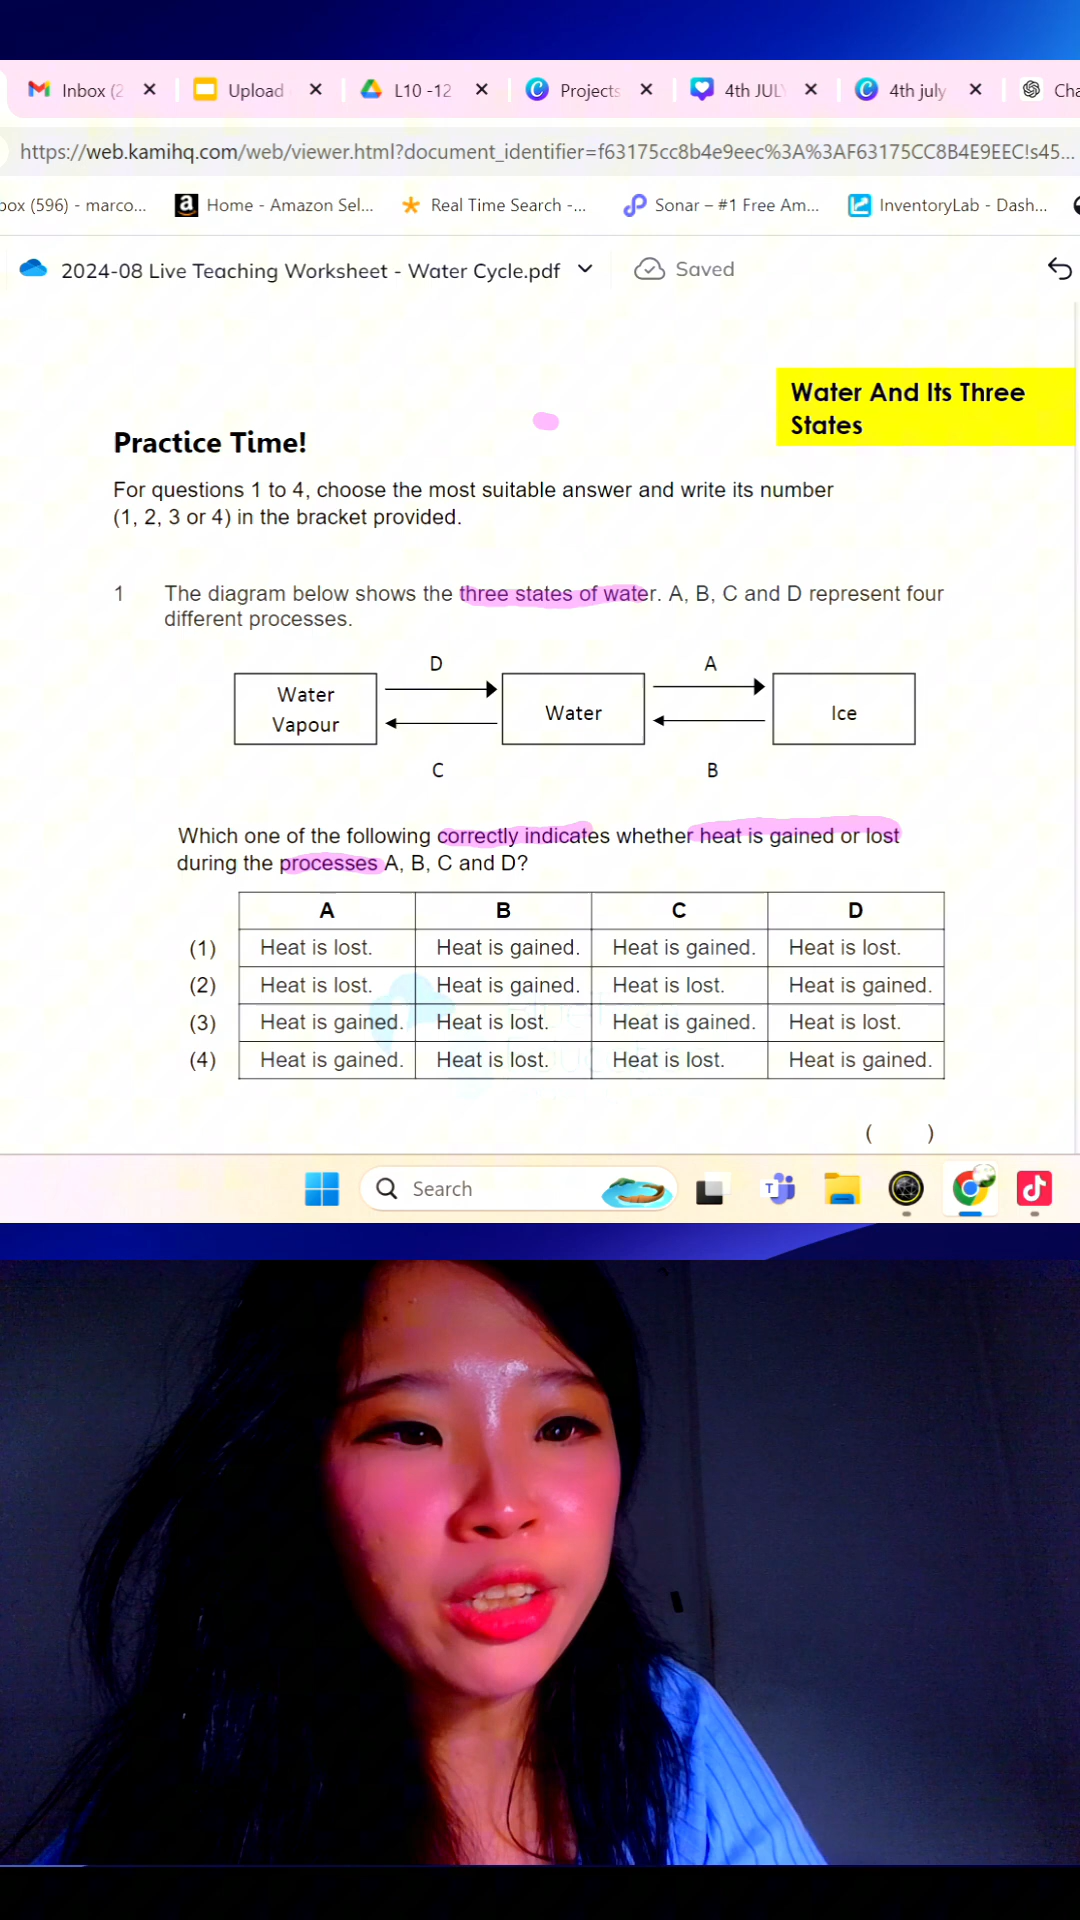 Inbox (2
Upload
L10 -12
Projects
4th JUL
4th july
Cha
https://web.kamihq.com/web/viewer.html?document_identifier=f63175cc8b4e9eec%3A%3AF63175CC8B4E9EEC!s45...
box (596) - marco...
Home - Amazon Sel...
Real Time Search -...
Sonar – #1 Free Am...
InventoryLab - Dash...
2024-08 Live Teaching Worksheet - Water Cycle.pdf
Saved
Water And Its Three
States
Practice Time!
For questions 1 to 4, choose the most suitable answer and write its number
(1, 2, 3 or 4) in the bracket provided.
1 The diagram below shows the three states of water. A, B, C and D represent four
different processes.
D A
Water
Vapour
Water
Ice
C B
Which one of the following correctly indicates whether heat is gained or lost
during the processes A, B, C and D?
A B C D
(1) Heat is lost. Heat is gained. Heat is gained. Heat is lost.
(2) Heat is lost. Heat is gained. Heat is lost. Heat is gained.
(3) Heat is gained. Heat is lost. Heat is gained. Heat is lost.
(4) Heat is gained. Heat is lost. Heat is lost. Heat is gained.
( )
Search